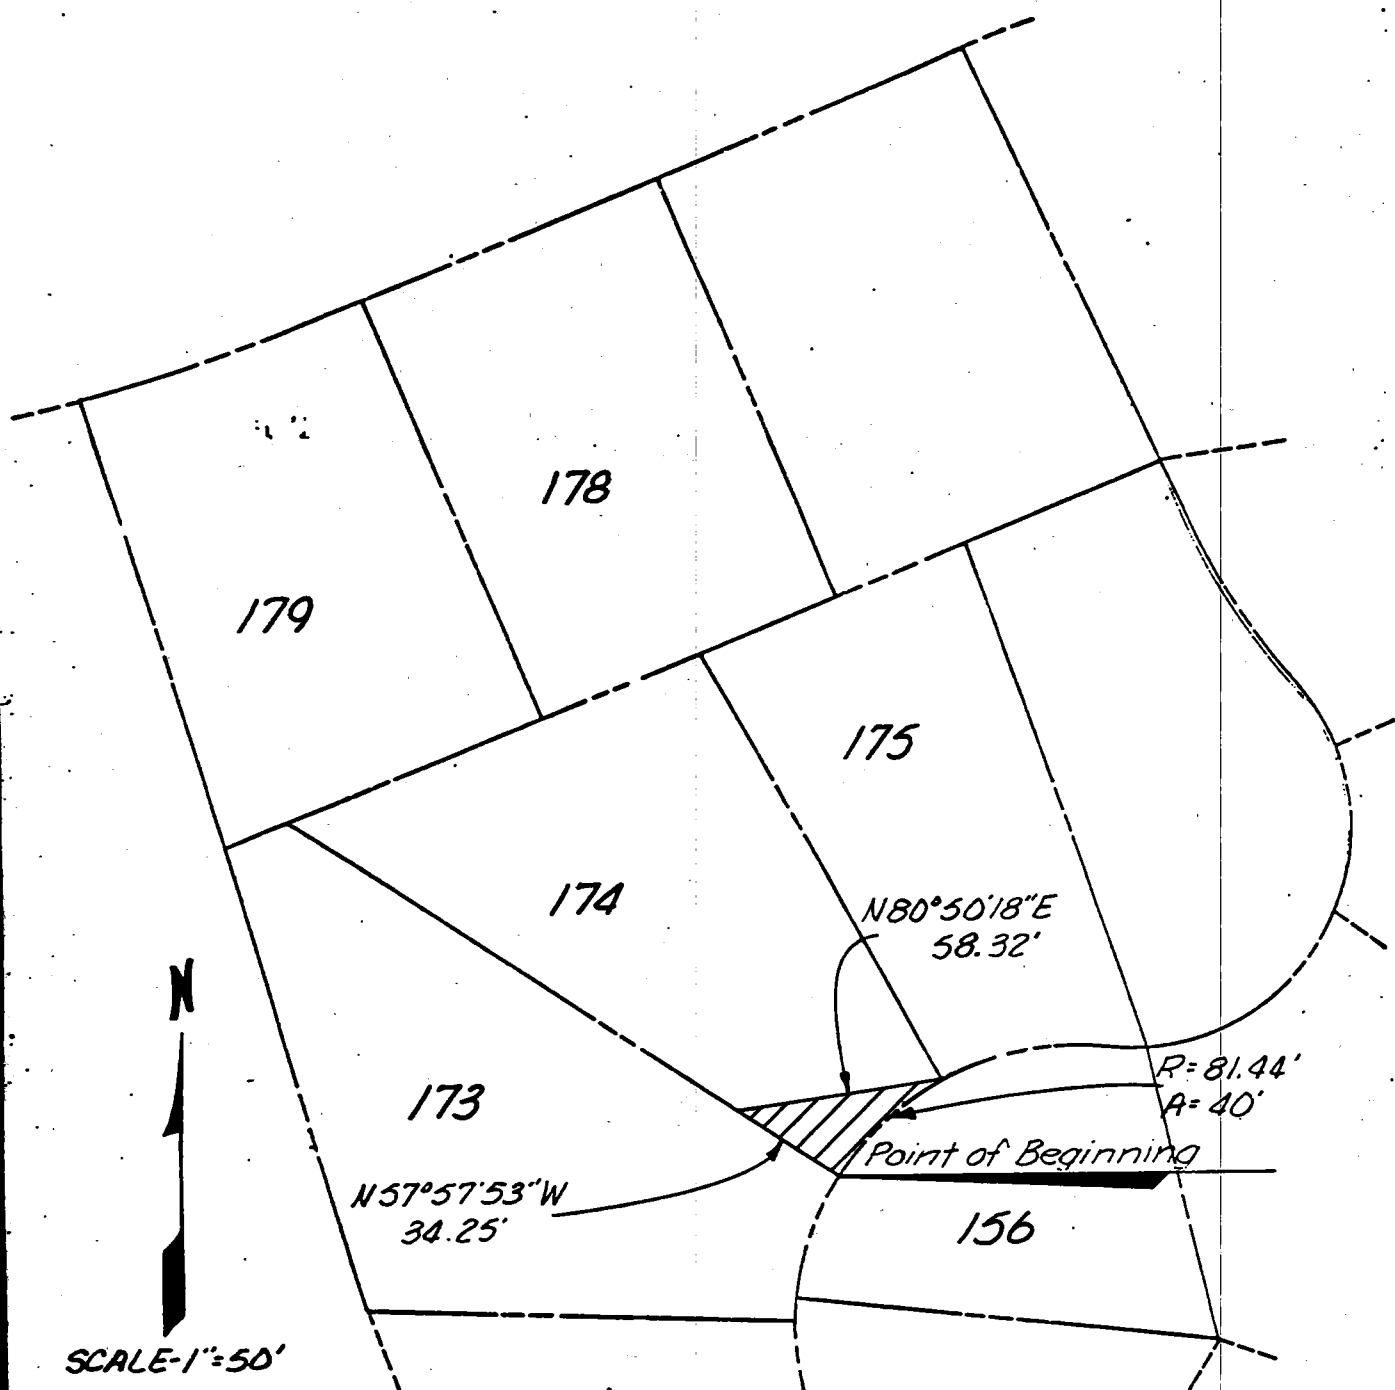 178
179
175
174
N80°50'18"E
58.32'
N
173
R=81.44'
A=40'
Point of Beginning
N57°57'53"W
34.25'
156
SCALE-1"=50'